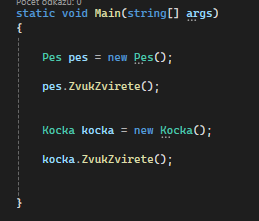 Počet odkazů: 0
static void Main(string[] args)
{
Pes pes = new Pes();
pes.ZvukZvirete();
Kocka kocka = new Kocka();
kocka.ZvukZvirete();
}